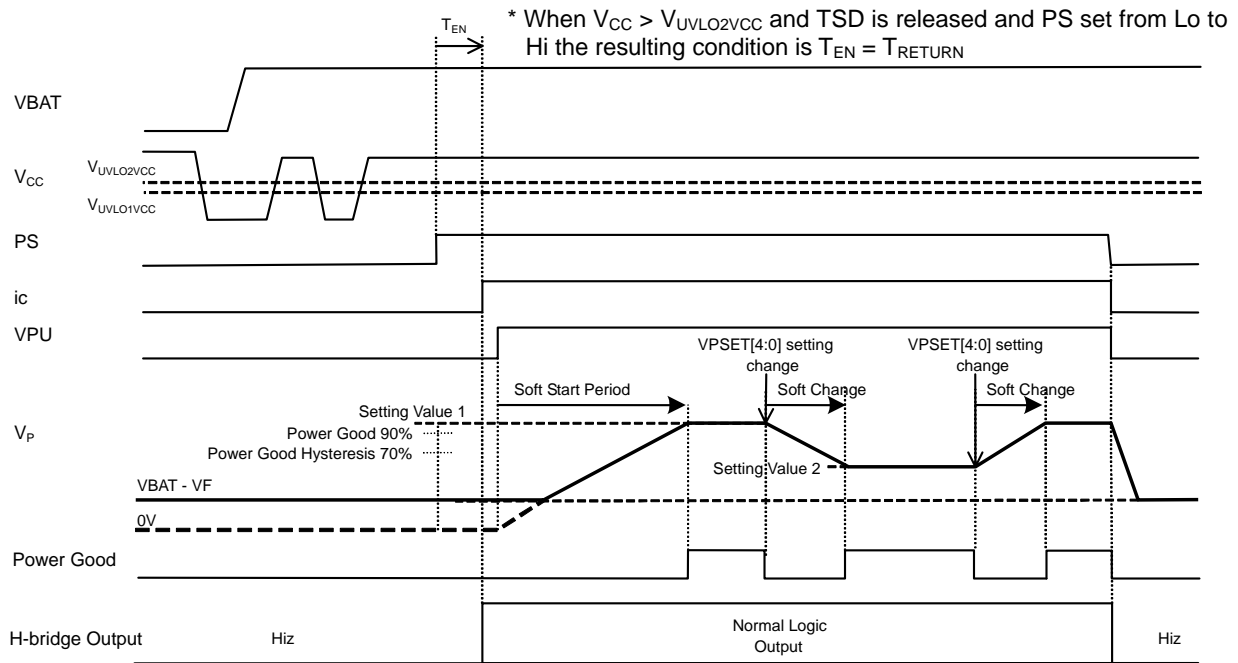 T_EN
* When V_CC > V_UVLO2VCC and TSD is released and PS set from Lo to
Hi the resulting condition is T_EN = T_RETURN
VBAT
V_CC
V_UVLO2VCC
V_UVLO1VCC
PS
ic
VPU
VPSET[4:0] setting
change
VPSET[4:0] setting
change
Soft Start Period
Soft Change
Soft Change
V_P
Setting Value 1
Power Good 90%
Power Good Hysteresis 70%
Setting Value 2
VBAT - VF
0V
Power Good
H-bridge Output
Hiz
Normal Logic
Output
Hiz